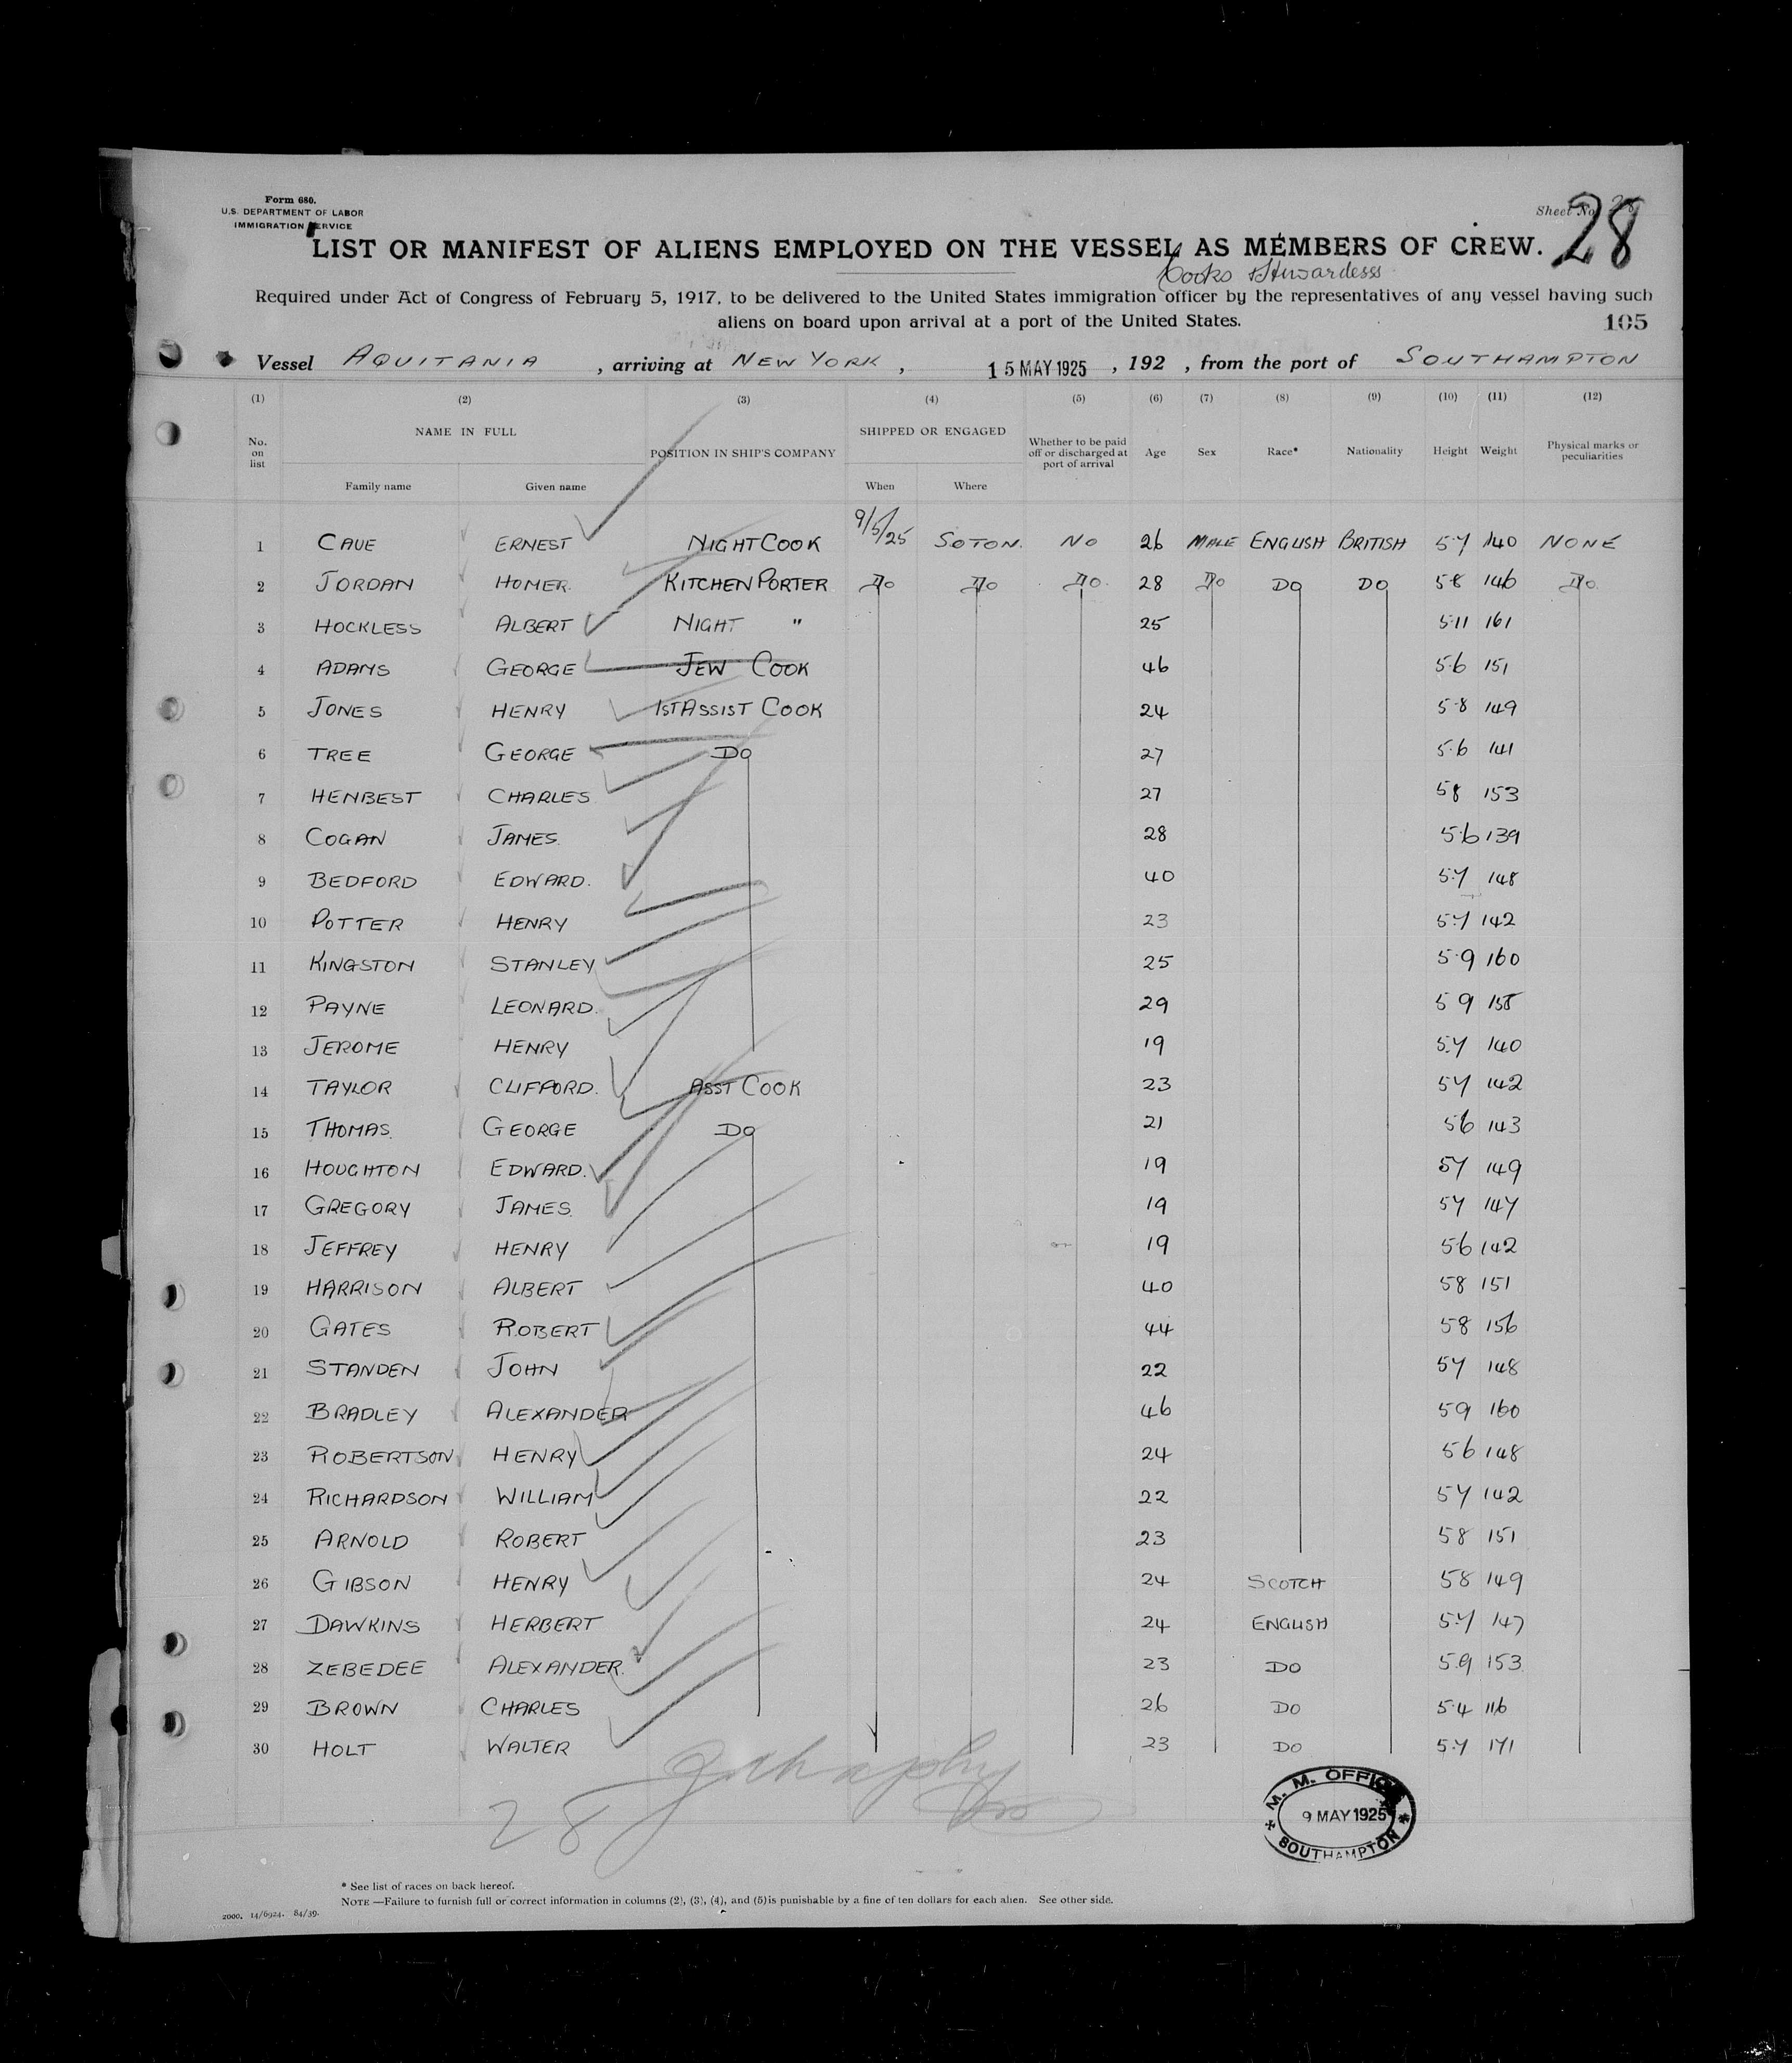 Form 680.
U.S. DEPARTMENT OF LABOR
IMMIGRATION SERVICE
Sheet No. 28
28
LIST OR MANIFEST OF ALIENS EMPLOYED ON THE VESSEL AS MEMBERS OF CREW.
Cooks Stewardess
Required under Act of Congress of February 5, 1917, to be delivered to the United States immigration officer by the representatives of any vessel having such
aliens on board upon arrival at a port of the United States.
105
Vessel AQUITANIA , arriving at NEW YORK , 15 MAY 1925 , 192 , from the port of SOUTHAMPTON
(1) (2) (3) (4) (5) (6) (7) (8) (9) (10) (11) (12)
No. on list NAME IN FULL POSITION IN SHIP'S COMPANY SHIPPED OR ENGAGED Whether to be paid off or discharged at port of arrival Age Sex Race* Nationality Height Weight Physical marks or peculiarities
Family name Given name When Where
1 CAVE ERNEST NIGHT COOK 9/5/25 SOTON. NO 26 MALE ENGLISH BRITISH 5 7 140 NONE
2 JORDAN HOMER. KITCHEN PORTER Do Do Do. 28 Do DO DO 5 8 146 Do.
3 HOCKLESS ALBERT NIGHT " 25 5 11 161
4 ADAMS GEORGE JEW COOK 46 5.6 151
5 JONES HENRY 1ST ASSIST COOK 24 5.8 149
6 TREE GEORGE DO 27 5.6 141
7 HENBEST CHARLES 27 5 8 153
8 COGAN JAMES. 28 5.6 139
9 BEDFORD EDWARD. 40 5.7 148
10 POTTER HENRY 23 5.7 142
11 KINGSTON STANLEY 25 5.9 160
12 PAYNE LEONARD. 29 5 9 158
13 JEROME HENRY 19 5.7 140
14 TAYLOR CLIFFORD. ASST COOK 23 5 7 142
15 THOMAS. GEORGE DO 21 5 6 143
16 HOUGHTON EDWARD. 19 5 7 149
17 GREGORY JAMES. 19 5 7 147
18 JEFFREY HENRY 19 5 6 142
19 HARRISON ALBERT 40 5 8 151
20 GATES ROBERT 44 5 8 156
21 STANDEN JOHN 22 5 7 148
22 BRADLEY ALEXANDER 46 5 9 160
23 ROBERTSON HENRY 24 5 6 148
24 RICHARDSON WILLIAM 22 5 7 142
25 ARNOLD ROBERT 23 5 8 151
26 GIBSON HENRY 24 SCOTCH 5 8 149
27 DAWKINS HERBERT 24 ENGLISH 5.7 147
28 ZEBEDEE ALEXANDER. 23 DO 5.9 153
29 BROWN CHARLES 26 DO 5.4 116
30 HOLT WALTER 23 DO 5.7 171
28
M. M. OFFICE
9 MAY 1925
SOUTHAMPTON
* See list of races on back hereof.
NOTE —Failure to furnish full or correct information in columns (2), (3), (4), and (5) is punishable by a fine of ten dollars for each alien. See other side.
2000. 14/6924. 84/39.